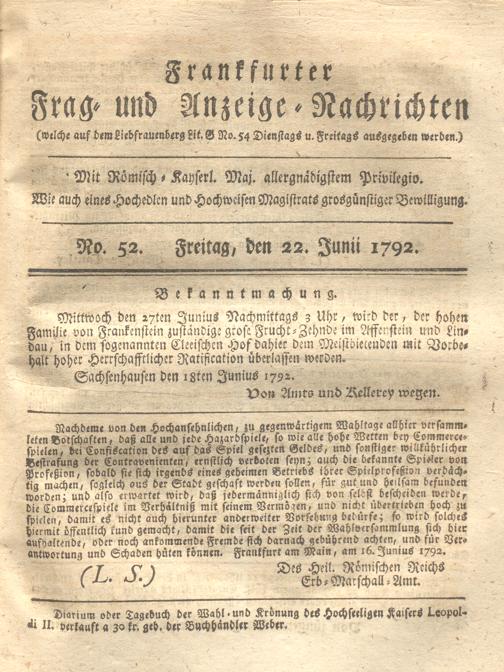 Frankfurter
Frag- und Anzeige-Nachrichten
(welche auf dem Liebfrauenberg Lit. G No. 54 Dienstags u. Freitags ausgegeben werden.)
Mit Römisch-Kayserl. Maj. allergnädigstem Privilegio.
Wie auch eines Hochedlen und Hochweisen Magistrats grosgünstiger Bewilligung.
No. 52. Freitag, den 22. Junii 1792.
Bekanntmachung.
Mittwoch den 27ten Junius Nachmittags 3 Uhr, wird der, der hohen
Familie von Frankenstein zuständige grose Frucht-Zehnde im Affenstein und Lin-
dau, in dem sogenannten Cleeischen Hof dahier dem Meistbietenden mit Vorbe-
halt hoher Herrschafftlicher Ratification überlassen werden.
Sachsenhausen den 18ten Junius 1792.
Von Amts und Kellerey wegen.
Nachdeme von den Hochansehnlichen, zu gegenwärtigem Wahltage allhier versamm-
leten Botschaften, daß alle und jede Hazardspiele, so wie alle hohe Wetten bey Commerce-
spielen, bei Confiscation des auf das Spiel gesezten Geldes, und sonstiger willkührlicher
Bestrafung der Contravenienten, ernstlich verboten seyn; auch die bekannte Spieler von
Profeßion, sobald sie sich irgends eines geheimen Betriebs ihrer Spielprofeßion verdäch-
tig machen, sogleich aus der Stadt geschaft werden sollen, für gut und heilsam befunden
worden; und also erwartet wird, daß jedermänniglich sich von selbst bescheiden werde,
die Commercespiele im Verhältniß mit seinem Vermögen, und nicht übertrieben hoch zu
spielen, damit es nicht auch hierunter anderweiter Vorsehung bedürfe; so wird solches
hiermit öffentlich kund gemacht, damit die seit der Zeit der Wahlversammlung sich hier
aufhaltende, oder noch ankommende Fremde sich darnach gebührend achten, und für Ver-
antwortung und Schaden hüten können. Frankfurt am Main, am 16. Junius 1792.
(L. S.) Des Heil. Römischen Reichs
Erb-Marschall-Amt.
Diarium oder Tagebuch der Wahl- und Krönung des Hochseeligen Kaisers Leopol-
di II. verkauft a 30 kr. geb. der Buchhändler Weber.